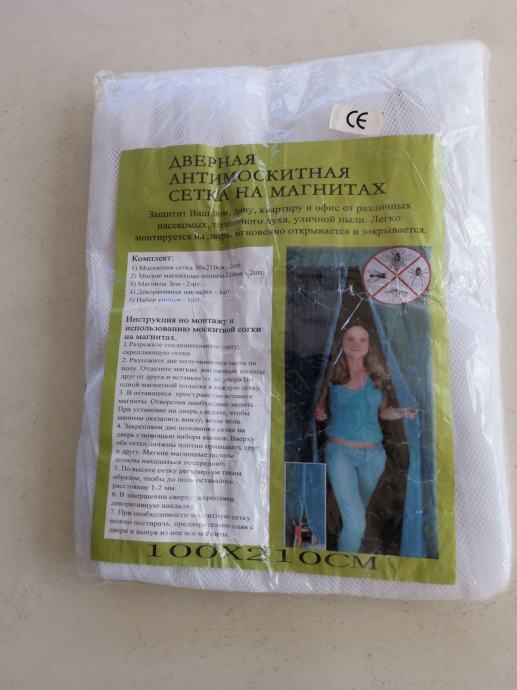 CE
ДВЕРНАЯ
АНТИМОСКИТНАЯ
СЕТКА НА МАГНИТАХ
Защитит Ваш дом, дачу, квартиру и офис от различных
насекомых, тополиного пуха, уличной пыли. Легко
монтируется на дверь, мгновенно открывается и закрывается.
Комплект:
1) Москитная сетка 50х210см - 2шт.
2) Мягкие магнитные полосы 210см - 2шт.
3) Магниты 3см - 2шт.
4) Декоративная накладка - 1шт.
5) Набор кнопок - 1шт.
Инструкция по монтажу и
использованию москитной сетки
на магнитах.
1. Разрежьте соединительную
скрепляющую сетки.
2. Разложите две получившиеся части на
полу. Отделите мягкие магнитные полосы
друг от друга и вставьте до упора По
одной магнитной полоске в каждую сетку.
3. В оставшееся пространство вставьте
магниты. Отверстия необходимо зашить.
При установке на дверь следите, чтобы
магниты оказались внизу, возле пола.
4. Закрепляем две половинки сетки на
дверь с помощью набора кнопок. Вверху
обе сетки должны плотно примыкать друг
к другу. Мягкие магнитные полосы
должны находиться посередине.
5. По высоте сетку регулируем таким
образом, чтобы до пола оставалось
расстояние 1-2 мм.
6. В завершении сверху закрепляем
декоративную накладку.
7. При необходимости москитную сетку
можно постирать, предварительно сняв с
двери и вынув из нее все магниты.
100X210СМ